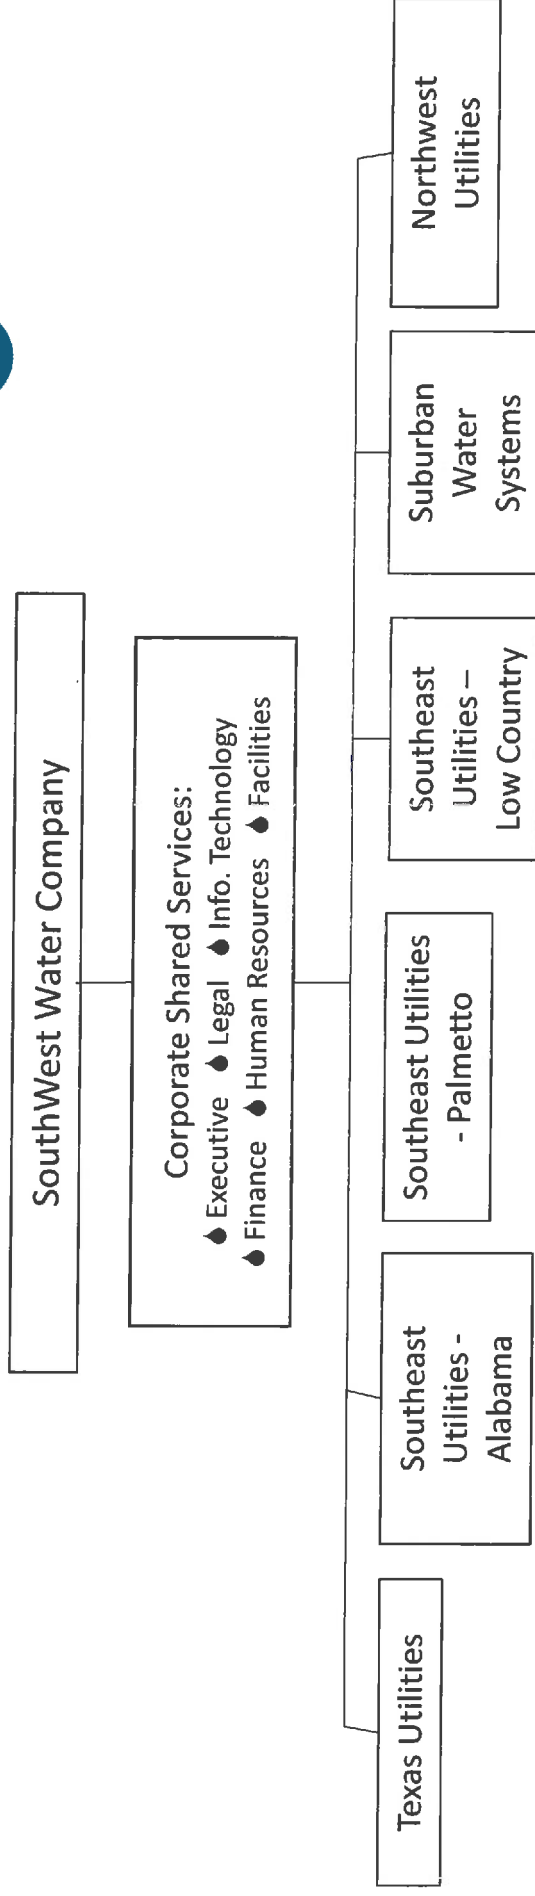 SouthWest Water Company
Corporate Shared Services:
Executive Legal Info. Technology
Finance Human Resources Facilities
Texas Utilities
Southeast
Utilities -
Alabama
Southeast Utilities
- Palmetto
Southeast
Utilities –
Low Country
Suburban
Water
Systems
Northwest
Utilities